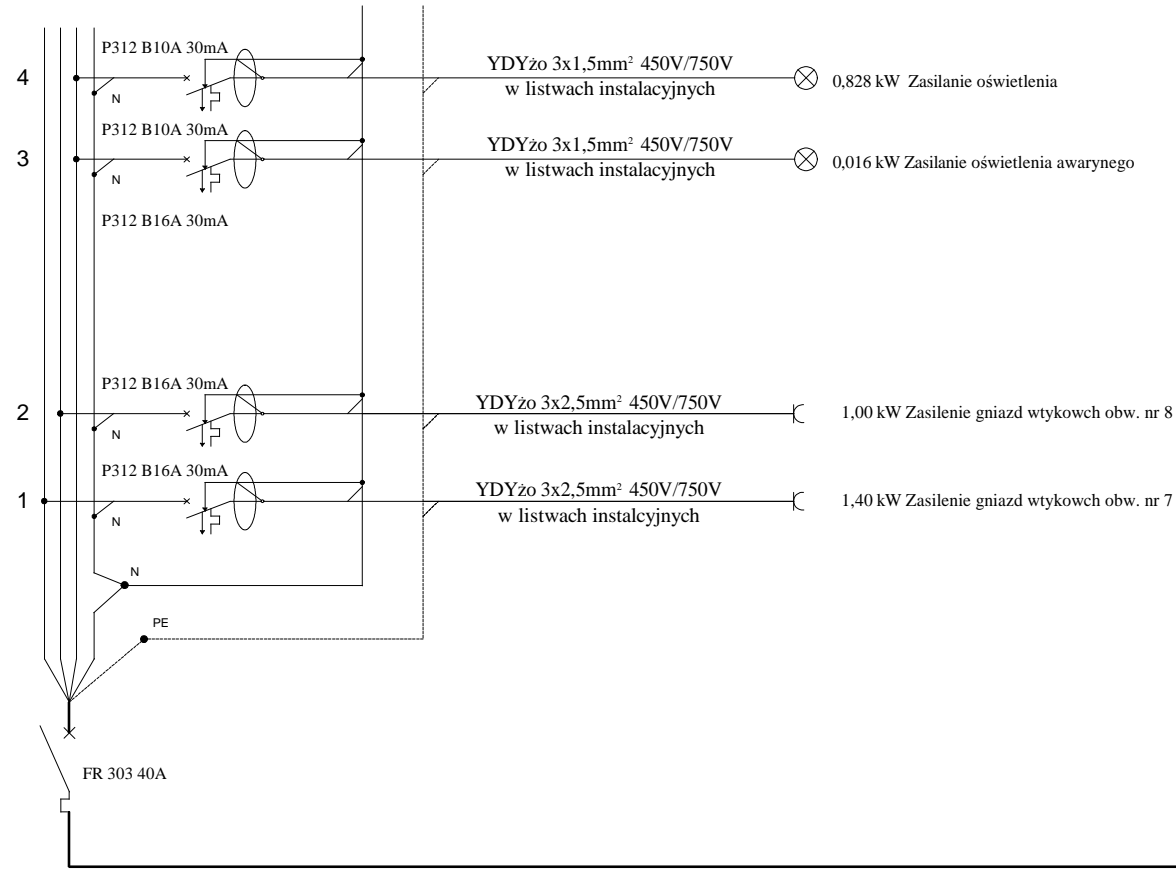 P312 B10A 30mA
YDYżo 3x1,5mm² 450V/750V
4
0,828 kW Zasilanie oświetlenia
w listwach instalacyjnych
N
P312 B10A 30mA
YDYżo 3x1,5mm² 450V/750V
3
0,016 kW Zasilanie oświetlenia awarynego
w listwach instalacyjnych
N
P312 B16A 30mA
P312 B16A 30mA
YDYżo 3x2,5mm² 450V/750V
2
1,00 kW Zasilenie gniazd wtykowch obw. nr 8
w listwach instalacyjnych
N
P312 B16A 30mA
YDYżo 3x2,5mm² 450V/750V
1
1,40 kW Zasilenie gniazd wtykowch obw. nr 7
w listwach instalcyjnych
N
N
PE
FR 303 40A